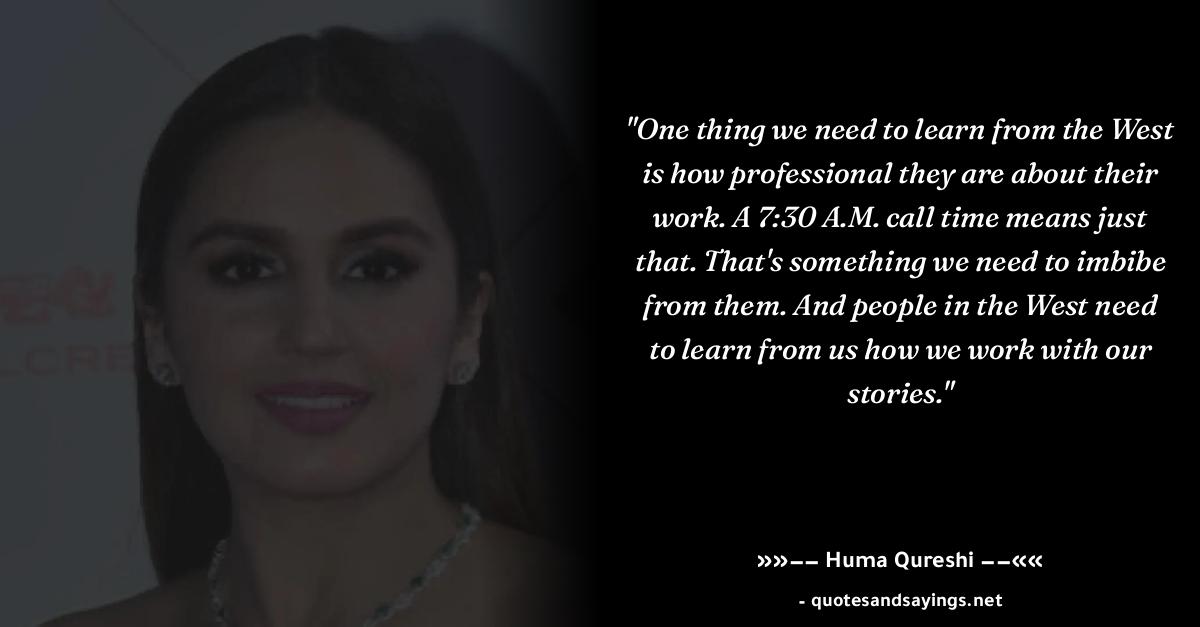 "One thing we need to learn from the West
is how professional they are about their
work. A 7:30 A.M. call time means just
that. That's something we need to imbibe
from them. And people in the West need
to learn from us how we work with our
stories."
»»–– Huma Qureshi ––««
- quotesandsayings.net